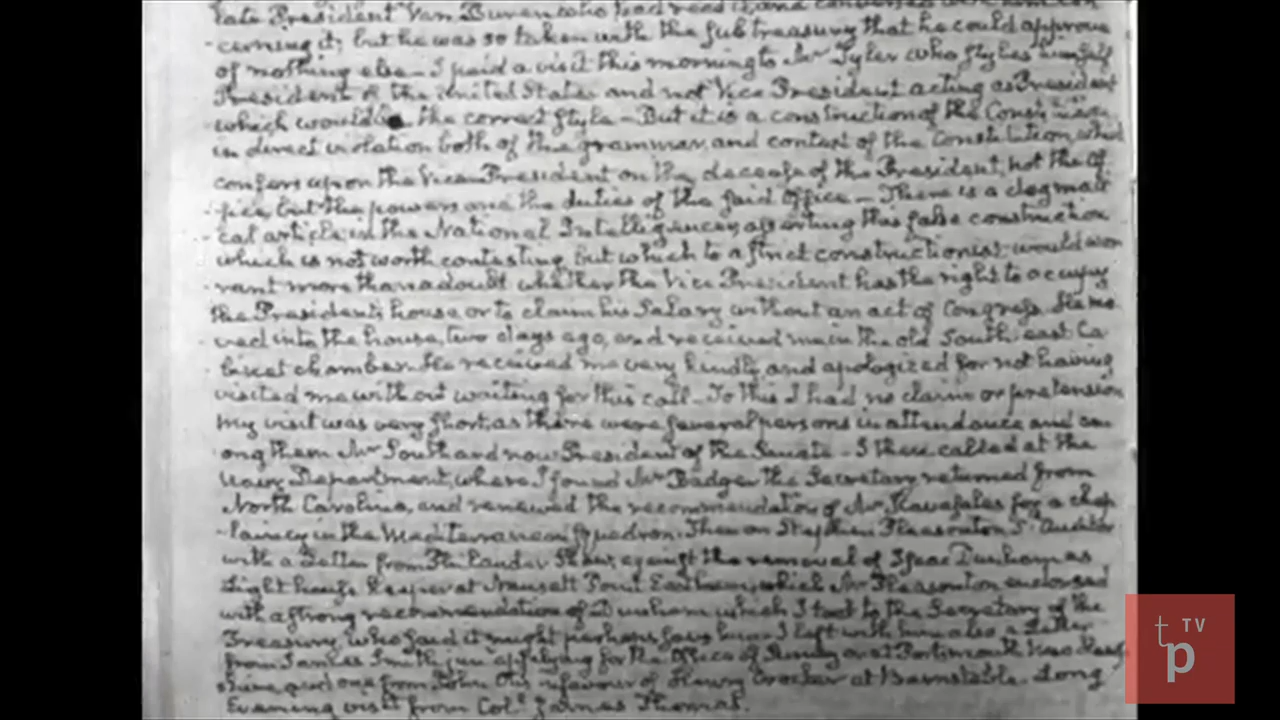 late President Van Buren who had read it, and conversed with him con
-cerning it; but he was so taken with the sub treasury that he could approve
of nothing else— I paid a visit this morning to Mr Tyler who styles himself
President of the United States and not Vice President acting as President
which would be the correct style— But it is a construction of the
in direct violation both of the grammar, and context of the Constitution, which
confers upon the Vice-President on the decease of the President, not the Of
-fice, but the powers and the duties of the said Office— There is a dogmati
-cal article in the National Intelligencer, asserting this false construction
which is not worth contesting, but which to a strict constructionist would war
-rant more than a doubt whether the Vice President has the right to occupy
the President's house, or to claim his Salary without an act of Congress. He mo
-ved into the house, two days ago, and received me in the old South-east Ca
-binet chamber. He received me very kindly, and apologized for not having
visited me without waiting for this call— To this I had no claim or pretension
My visit was very short, as there were several persons in attendance and am
-ong them Mr Southard now President of the Senate— I then called at the
Navy Department, where I found Mr Badger the Secretary, returned from
North Carolina, and renewed the recommendation of Mr for a chap
-laincy in the Mediterranean Squadron. Then on Stephen Pleasonton 5th Auditor
with a Letter from Philander Shaw, against the removal of Isaac Dunham as
Light house keeper at Nausett Point Eastham, which Mr Pleasonton endorsed
with a strong recommendation of Dunham, which I took to the Secretary of the
Treasury, who said it might perhaps save him. I left with him also a Letter
from James Smith jun applying for the Office of at Portsmouth New Hamp
-shire, and one from John in favour of Henry Crocker at Barnstable. Long
Evening visit from Coll James Thomas.
tp TV